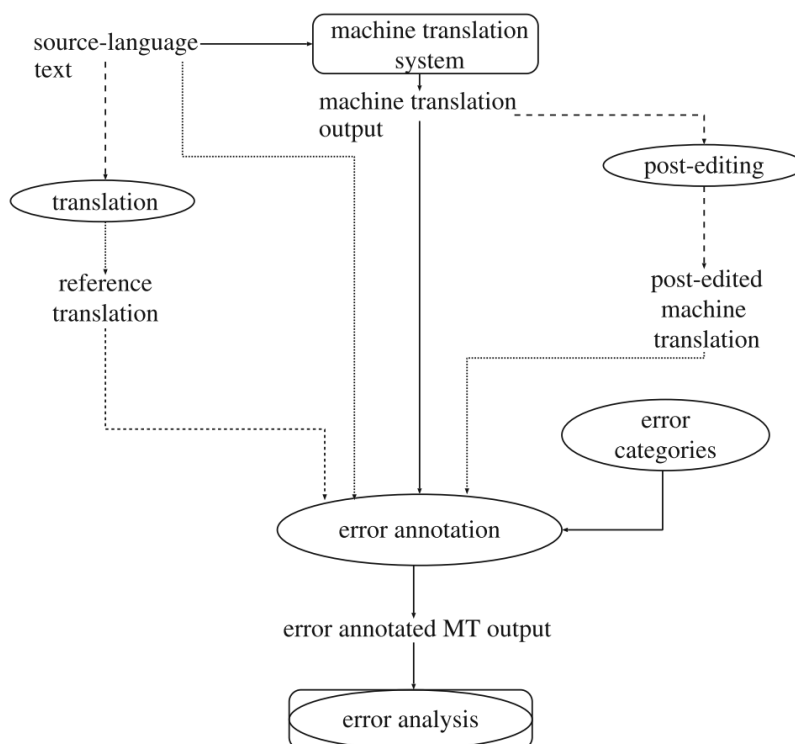 machine translation
system
source-language
text
machine translation
output
post-editing
translation
reference
translation
post-edited
machine
translation
error
categories
error annotation
error annotated MT output
error analysis